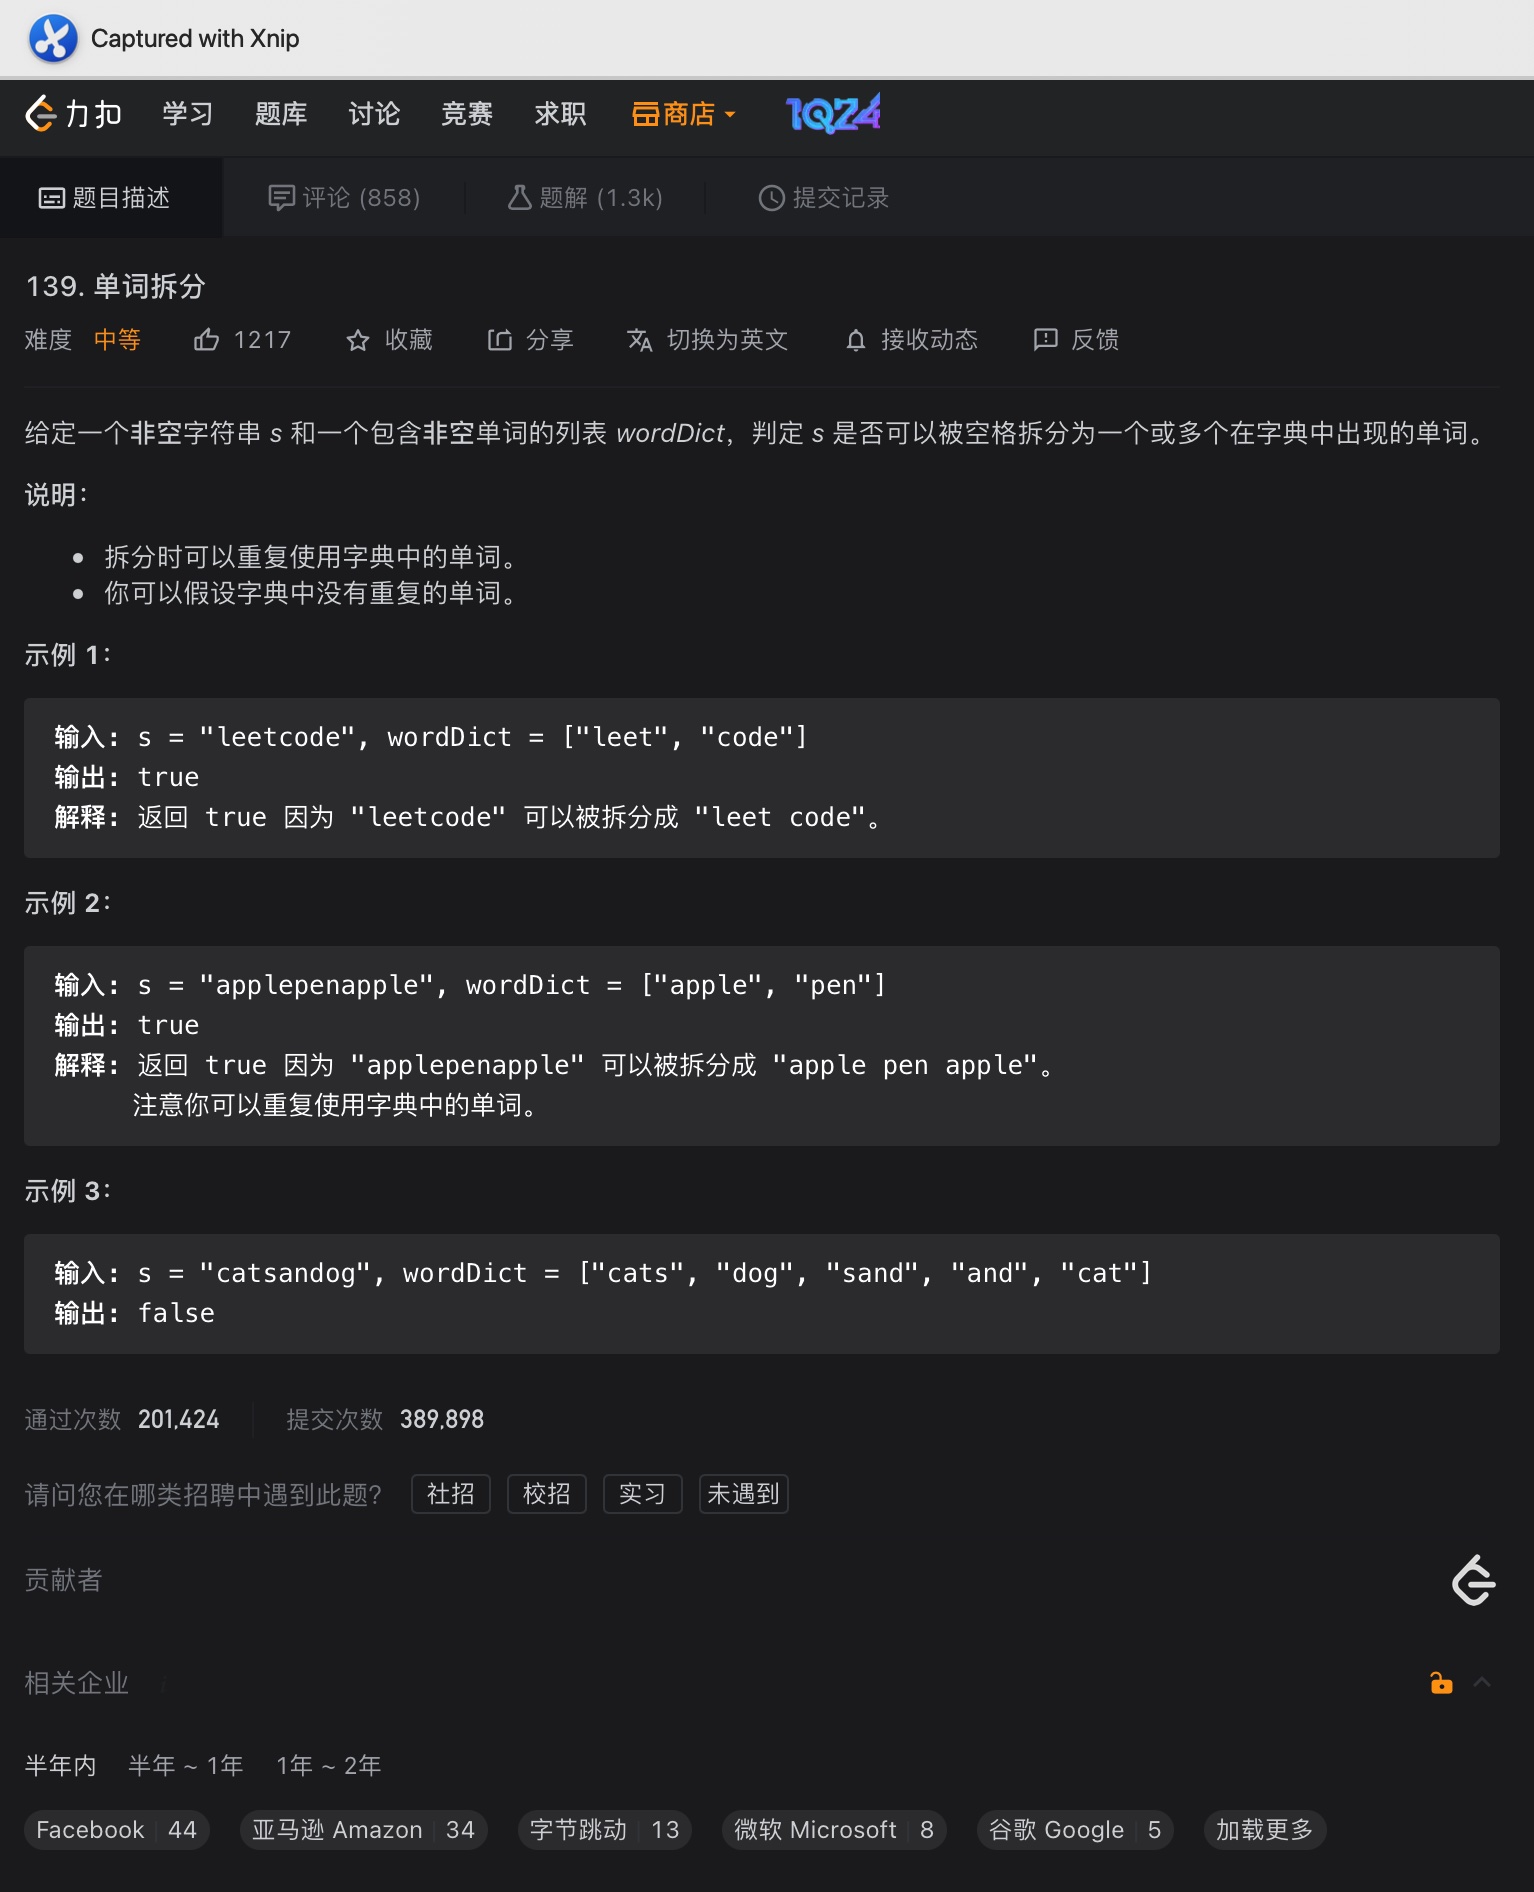 Captured with Xnip
力扣 学习 题库 讨论 竞赛 求职 商店 1024
题目描述 评论 (858) 题解 (1.3k) 提交记录
139. 单词拆分
难度 中等 1217 收藏 分享 切换为英文 接收动态 反馈
给定一个非空字符串 s 和一个包含非空单词的列表 wordDict，判定 s 是否可以被空格拆分为一个或多个在字典中出现的单词。
说明：
拆分时可以重复使用字典中的单词。
你可以假设字典中没有重复的单词。
示例 1：
输入: s = "leetcode", wordDict = ["leet", "code"]
输出: true
解释: 返回 true 因为 "leetcode" 可以被拆分成 "leet code"。
示例 2：
输入: s = "applepenapple", wordDict = ["apple", "pen"]
输出: true
解释: 返回 true 因为 "applepenapple" 可以被拆分成 "apple pen apple"。
注意你可以重复使用字典中的单词。
示例 3：
输入: s = "catsandog", wordDict = ["cats", "dog", "sand", "and", "cat"]
输出: false
通过次数 201,424 提交次数 389,898
请问您在哪类招聘中遇到此题? 社招 校招 实习 未遇到
贡献者
相关企业 i
半年内 半年 ~ 1年 1年 ~ 2年
Facebook 44 亚马逊 Amazon 34 字节跳动 13 微软 Microsoft 8 谷歌 Google 5 加载更多